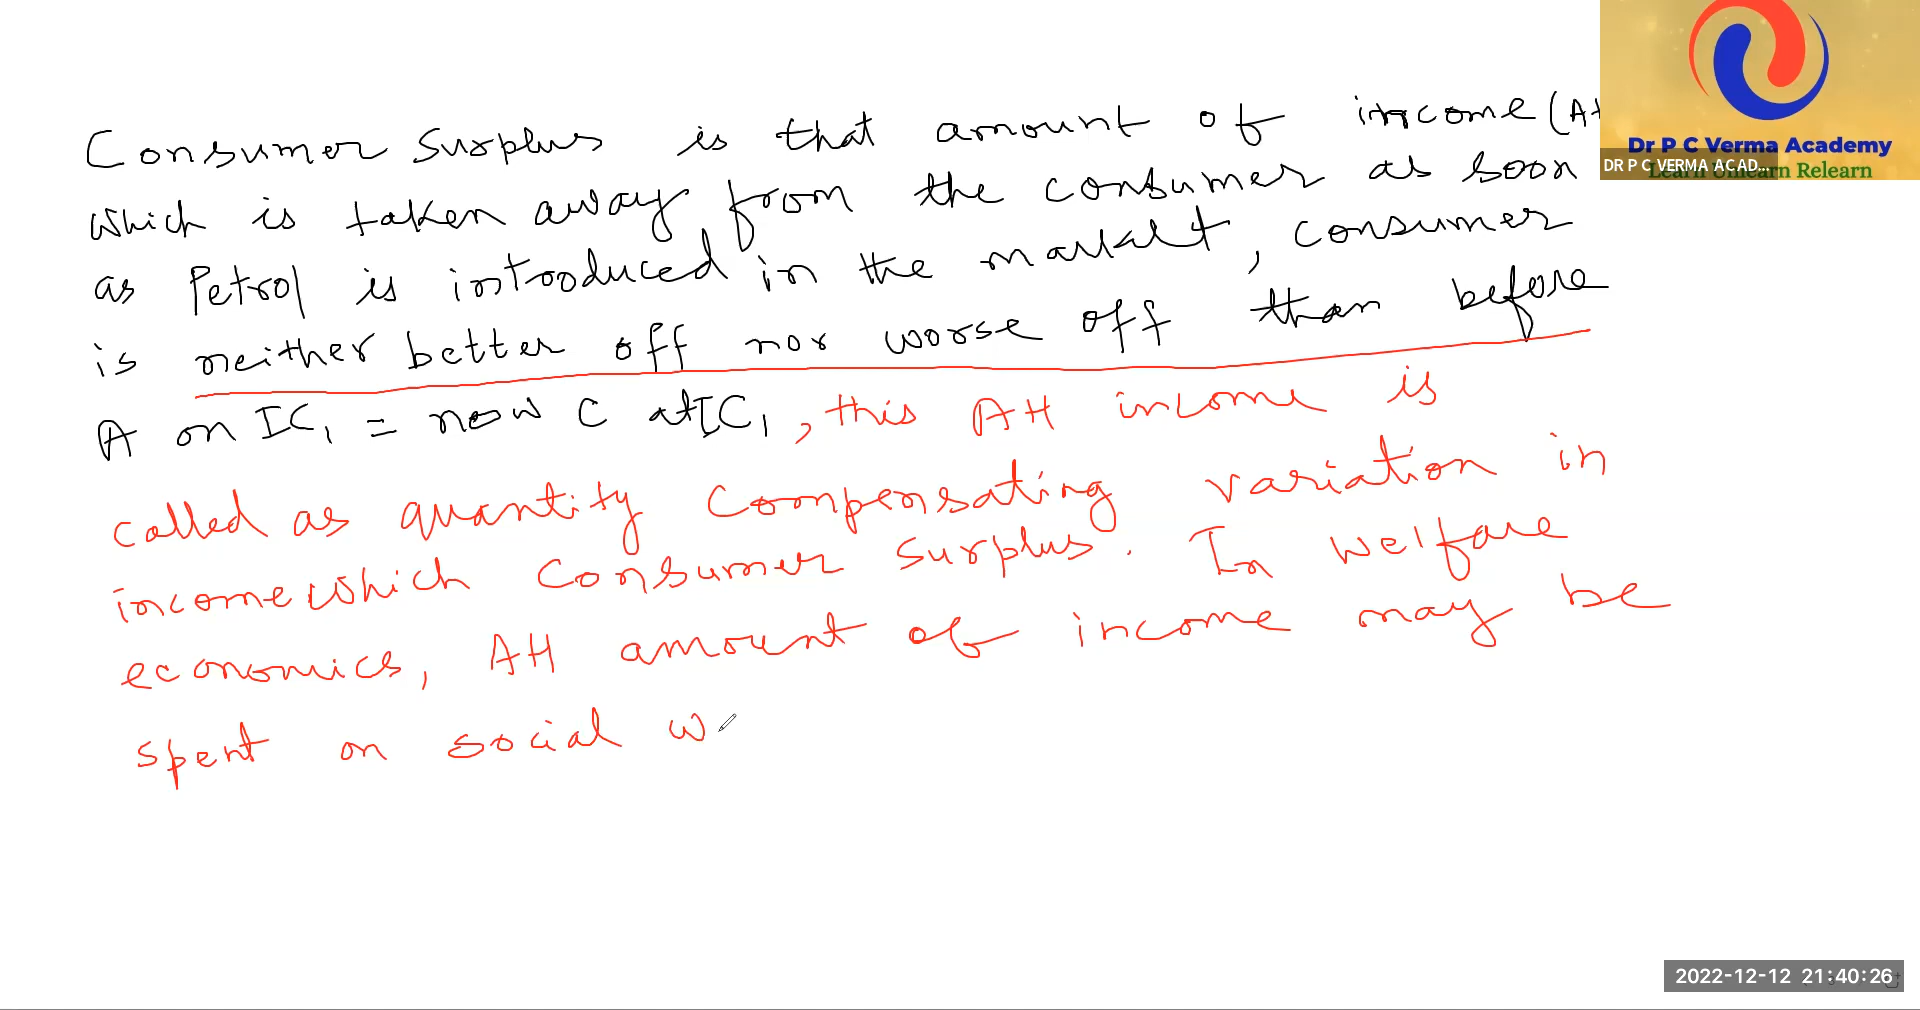 Consumer Surplus is that amount of income (A
which is taken away from the consumer as soon
as Petrol is introduced in the market, consumer
is neither better off nor worse off than before
A on IC1 = now C at IC1, this AH income is
called as quantity compensating variation in
income which consumer surplus. In welfare
economics, AH amount of income may be
spent on social w
Dr P C Verma Academy
DR P C VERMA ACAD...
Learn Unlearn Relearn
2022-12-12 21:40:26